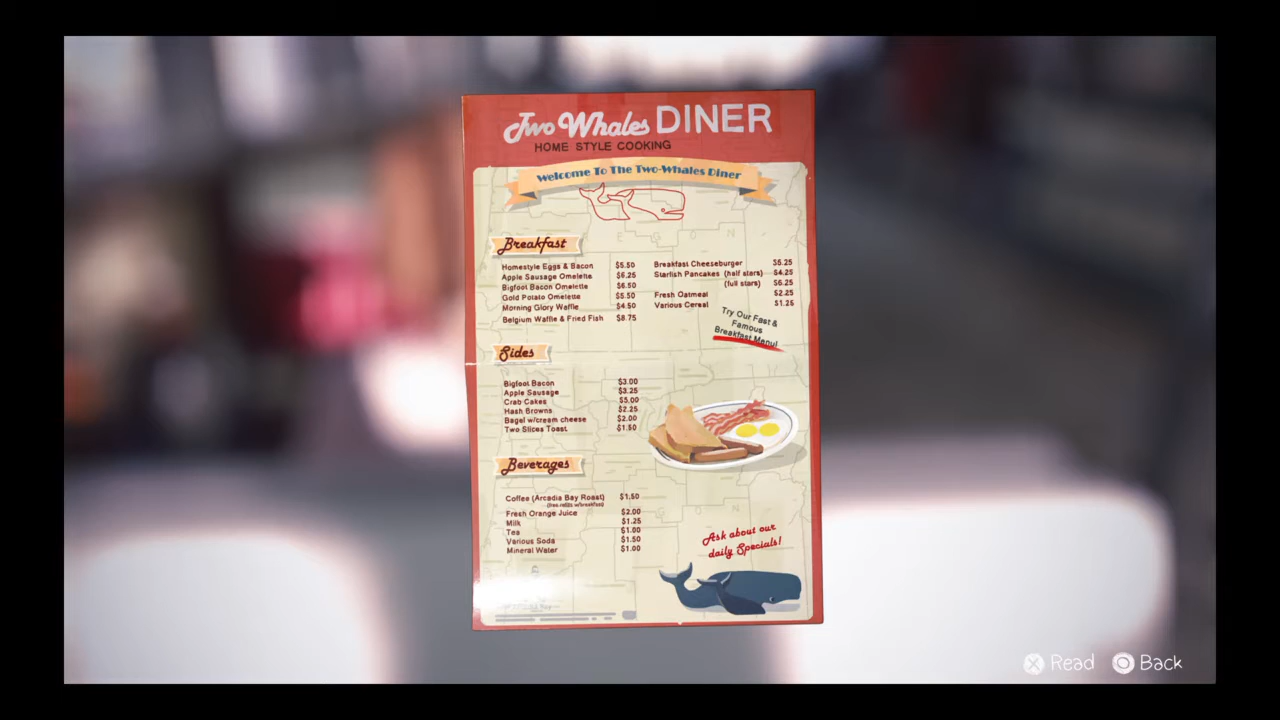 Two Whales DINER
HOME STYLE COOKING
Welcome To The Two-Whales Diner
Breakfast
Homestyle Eggs & Bacon $5.50
Apple Sausage Omelette $6.25
Bigfoot Bacon Omelette $6.50
Gold Potato Omelette $5.50
Morning Glory Waffle $4.50
Belgium Waffle & Fried Fish $8.75
Breakfast Cheeseburger $5.25
Starfish Pancakes (half stars) $4.25
(full stars) $6.25
Fresh Oatmeal $2.25
Various Cereal $1.25
Try Our Fast &
Famous
Breakfast Menu!
Sides
Bigfoot Bacon $3.00
Apple Sausage $3.25
Crab Cakes $5.00
Hash Browns $2.25
Bagel w/cream cheese $2.00
Two Slices Toast $1.50
Beverages
Coffee (Arcadia Bay Roast) $1.50
(free refills w/breakfast)
Fresh Orange Juice $2.00
Milk $1.25
Tea $1.00
Various Soda $1.50
Mineral Water $1.00
Ask about our
daily Specials!
Read Back